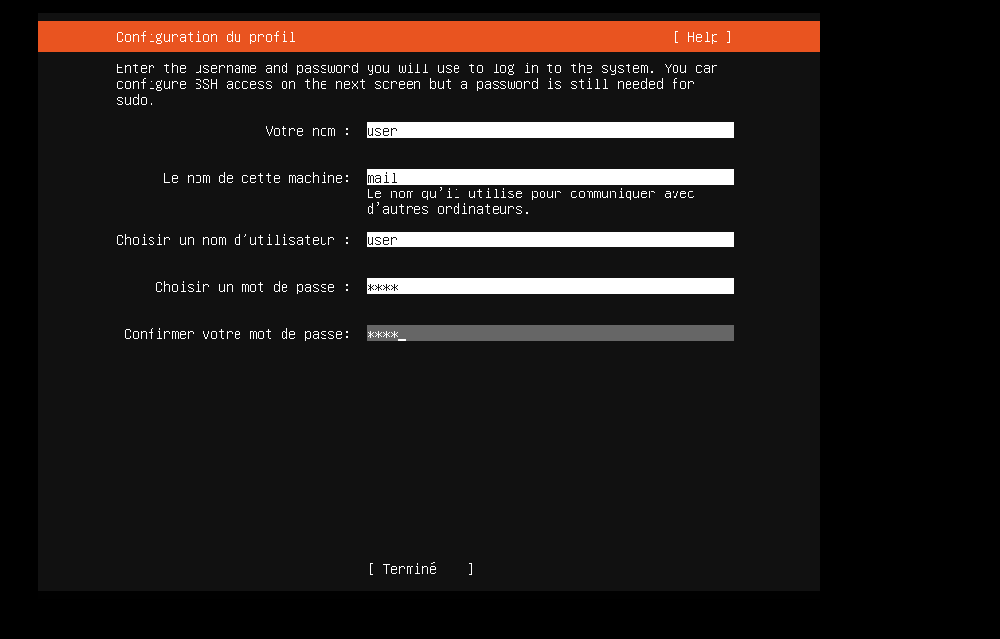 Configuration du profil [ Help ]
Enter the username and password you will use to log in to the system. You can
configure SSH access on the next screen but a password is still needed for
sudo.
Votre nom : user
Le nom de cette machine: mail
Le nom qu'il utilise pour communiquer avec
d'autres ordinateurs.
Choisir un nom d'utilisateur : user
Choisir un mot de passe : ****
Confirmer votre mot de passe: ****_
[ Terminé ]